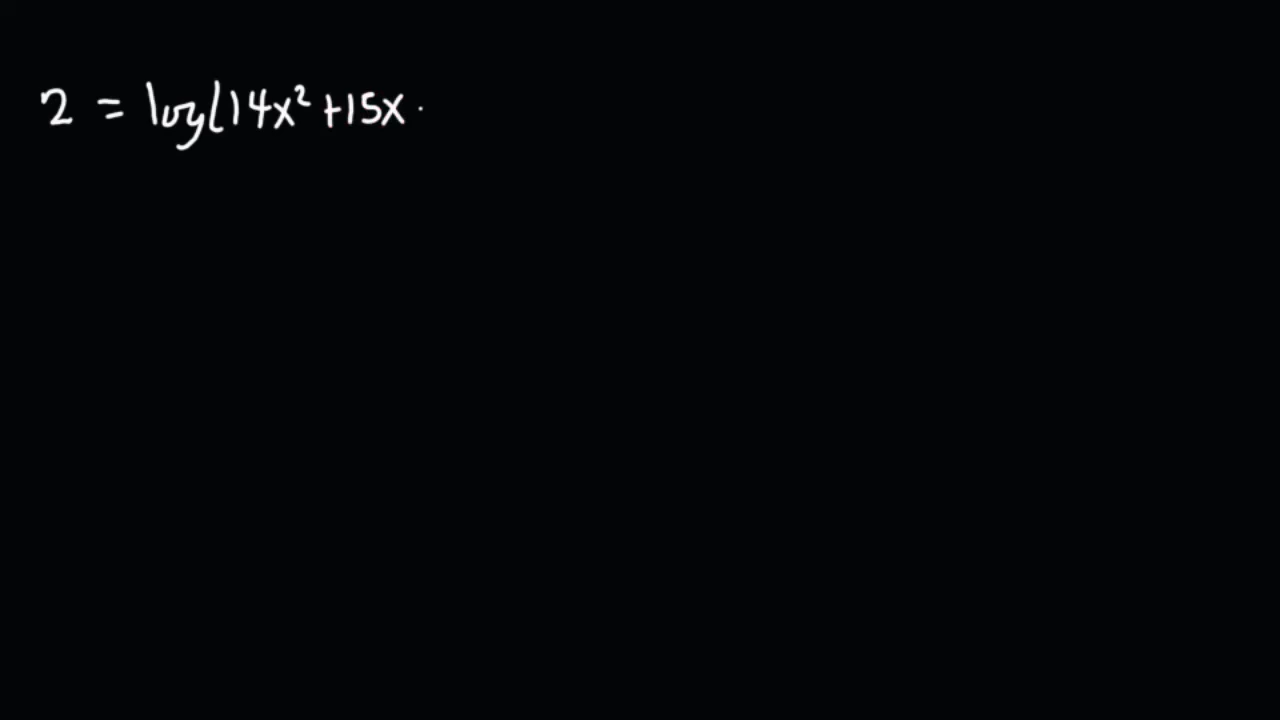 2 = log(14x² +15x